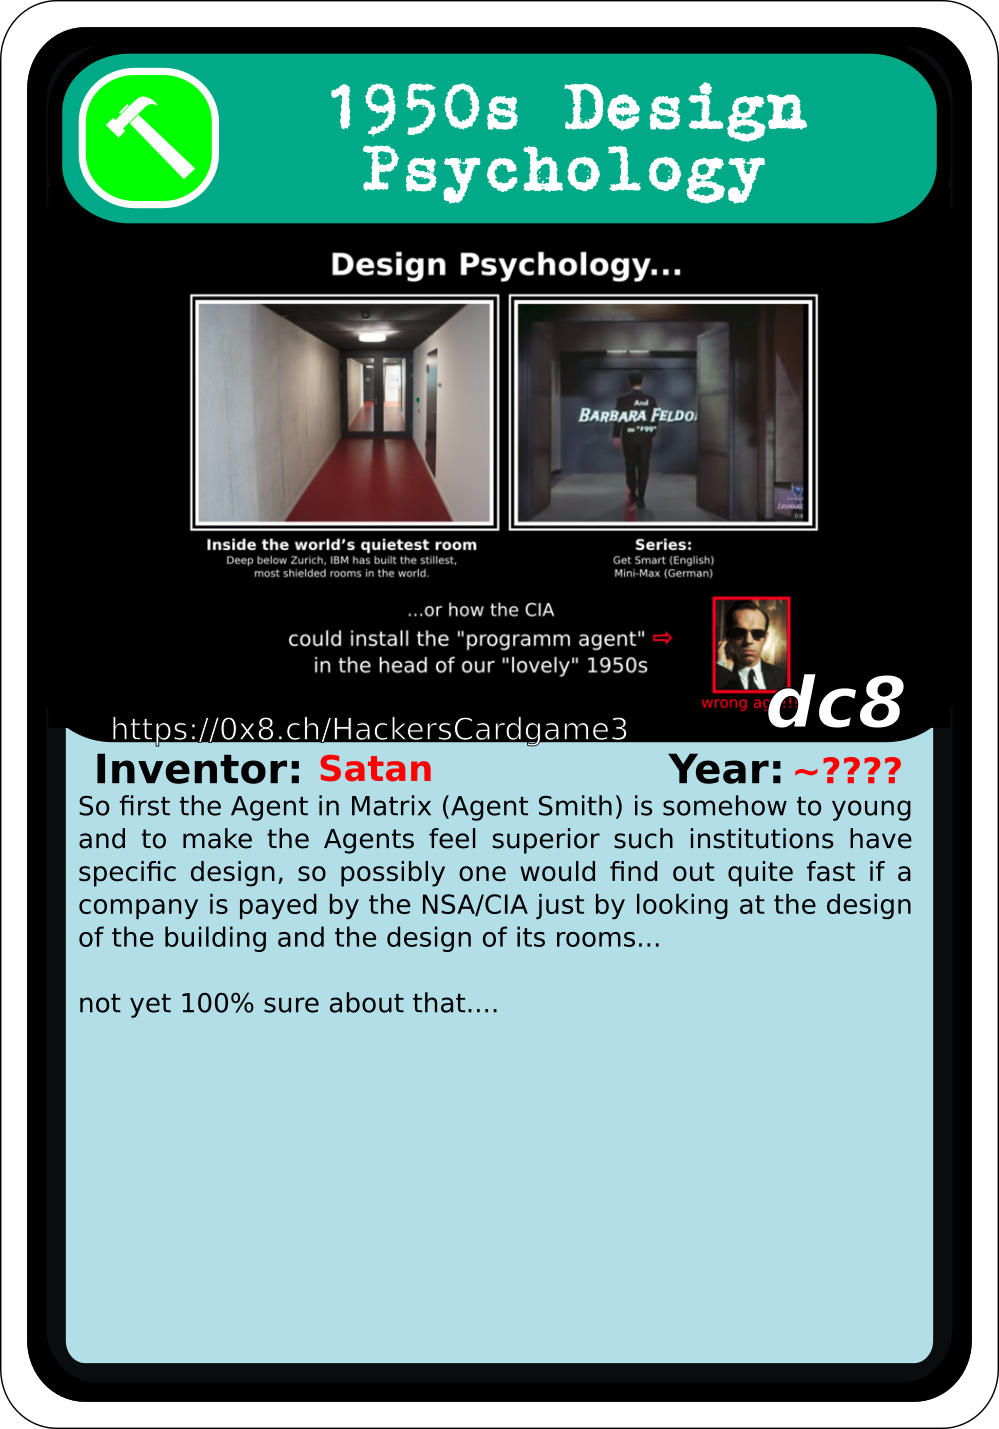 1950s Design
Psychology
Design Psychology...
And
BARBARA FELDO
as "99"
Inside the world’s quietest room
Deep below Zurich, IBM has built the stillest,
most shielded rooms in the world.
Series:
Get Smart (English)
Mini-Max (German)
...or how the CIA
could install the "programm agent" ⇨
in the head of our "lovely" 1950s
wrong
dc8
https://0x8.ch/HackersCardgame3
Inventor: Satan
Year: ~????
So first the Agent in Matrix (Agent Smith) is somehow to young
and to make the Agents feel superior such institutions have
specific design, so possibly one would find out quite fast if a
company is payed by the NSA/CIA just by looking at the design
of the building and the design of its rooms...
not yet 100% sure about that....